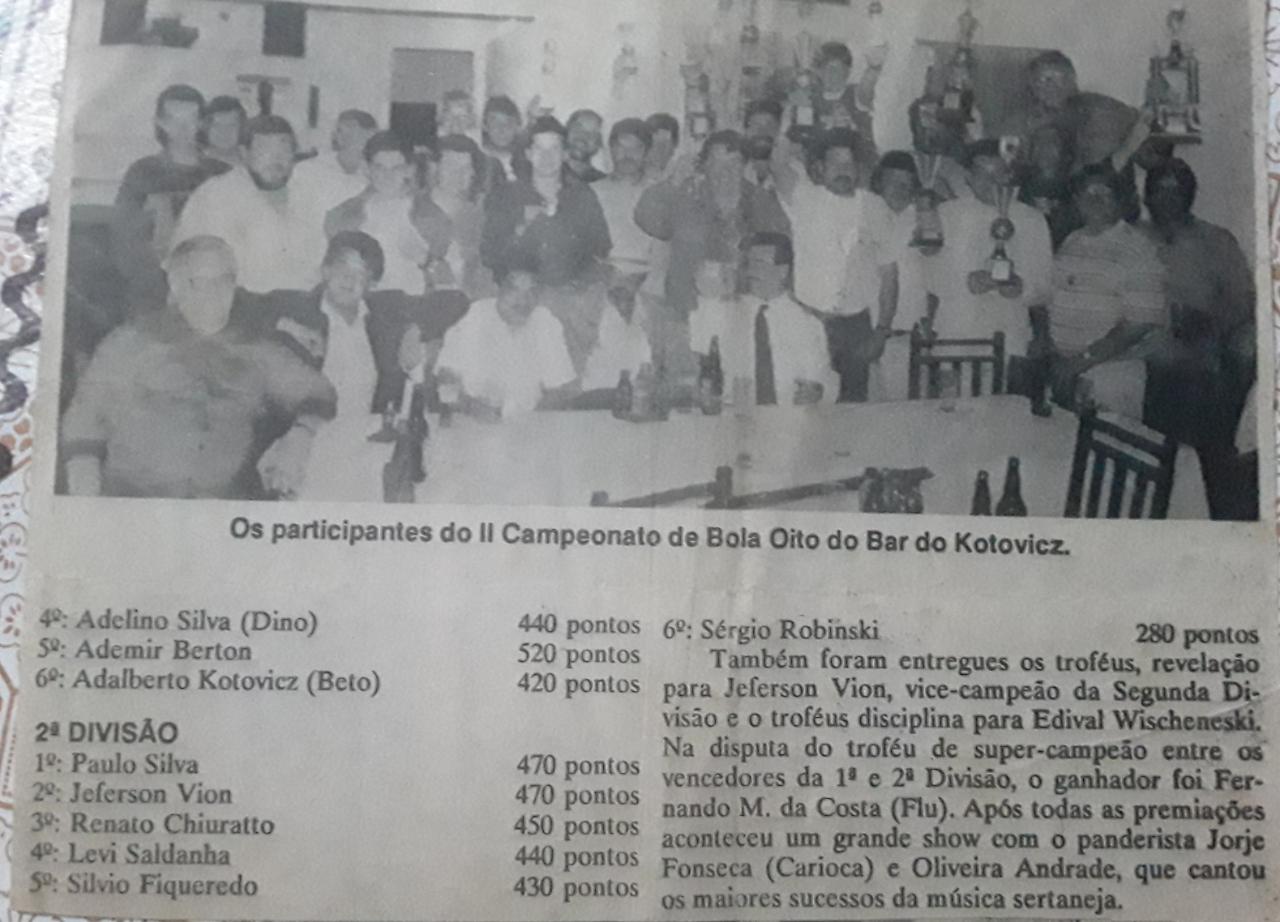 Os participantes do II Campeonato de Bola Oito do Bar do Kotovicz.
4º: Adelino Silva (Dino) 440 pontos
5º: Ademir Berton 520 pontos
6º: Adalberto Kotovicz (Beto) 420 pontos
2ª DIVISÃO
1º: Paulo Silva 470 pontos
2º: Jeferson Vion 470 pontos
3º: Renato Chiuratto 450 pontos
4º: Levi Saldanha 440 pontos
5º: Silvio Fiqueredo 430 pontos
6º: Sérgio Robinski 280 pontos
Também foram entregues os troféus, revelação
para Jeferson Vion, vice-campeão da Segunda Di-
visão e o troféus disciplina para Edival Wischeneski.
Na disputa do troféu de super-campeão entre os
vencedores da 1ª e 2ª Divisão, o ganhador foi Fer-
nando M. da Costa (Flu). Após todas as premiações
aconteceu um grande show com o panderista Jorje
Fonseca (Carioca) e Oliveira Andrade, que cantou
os maiores sucessos da música sertaneja.